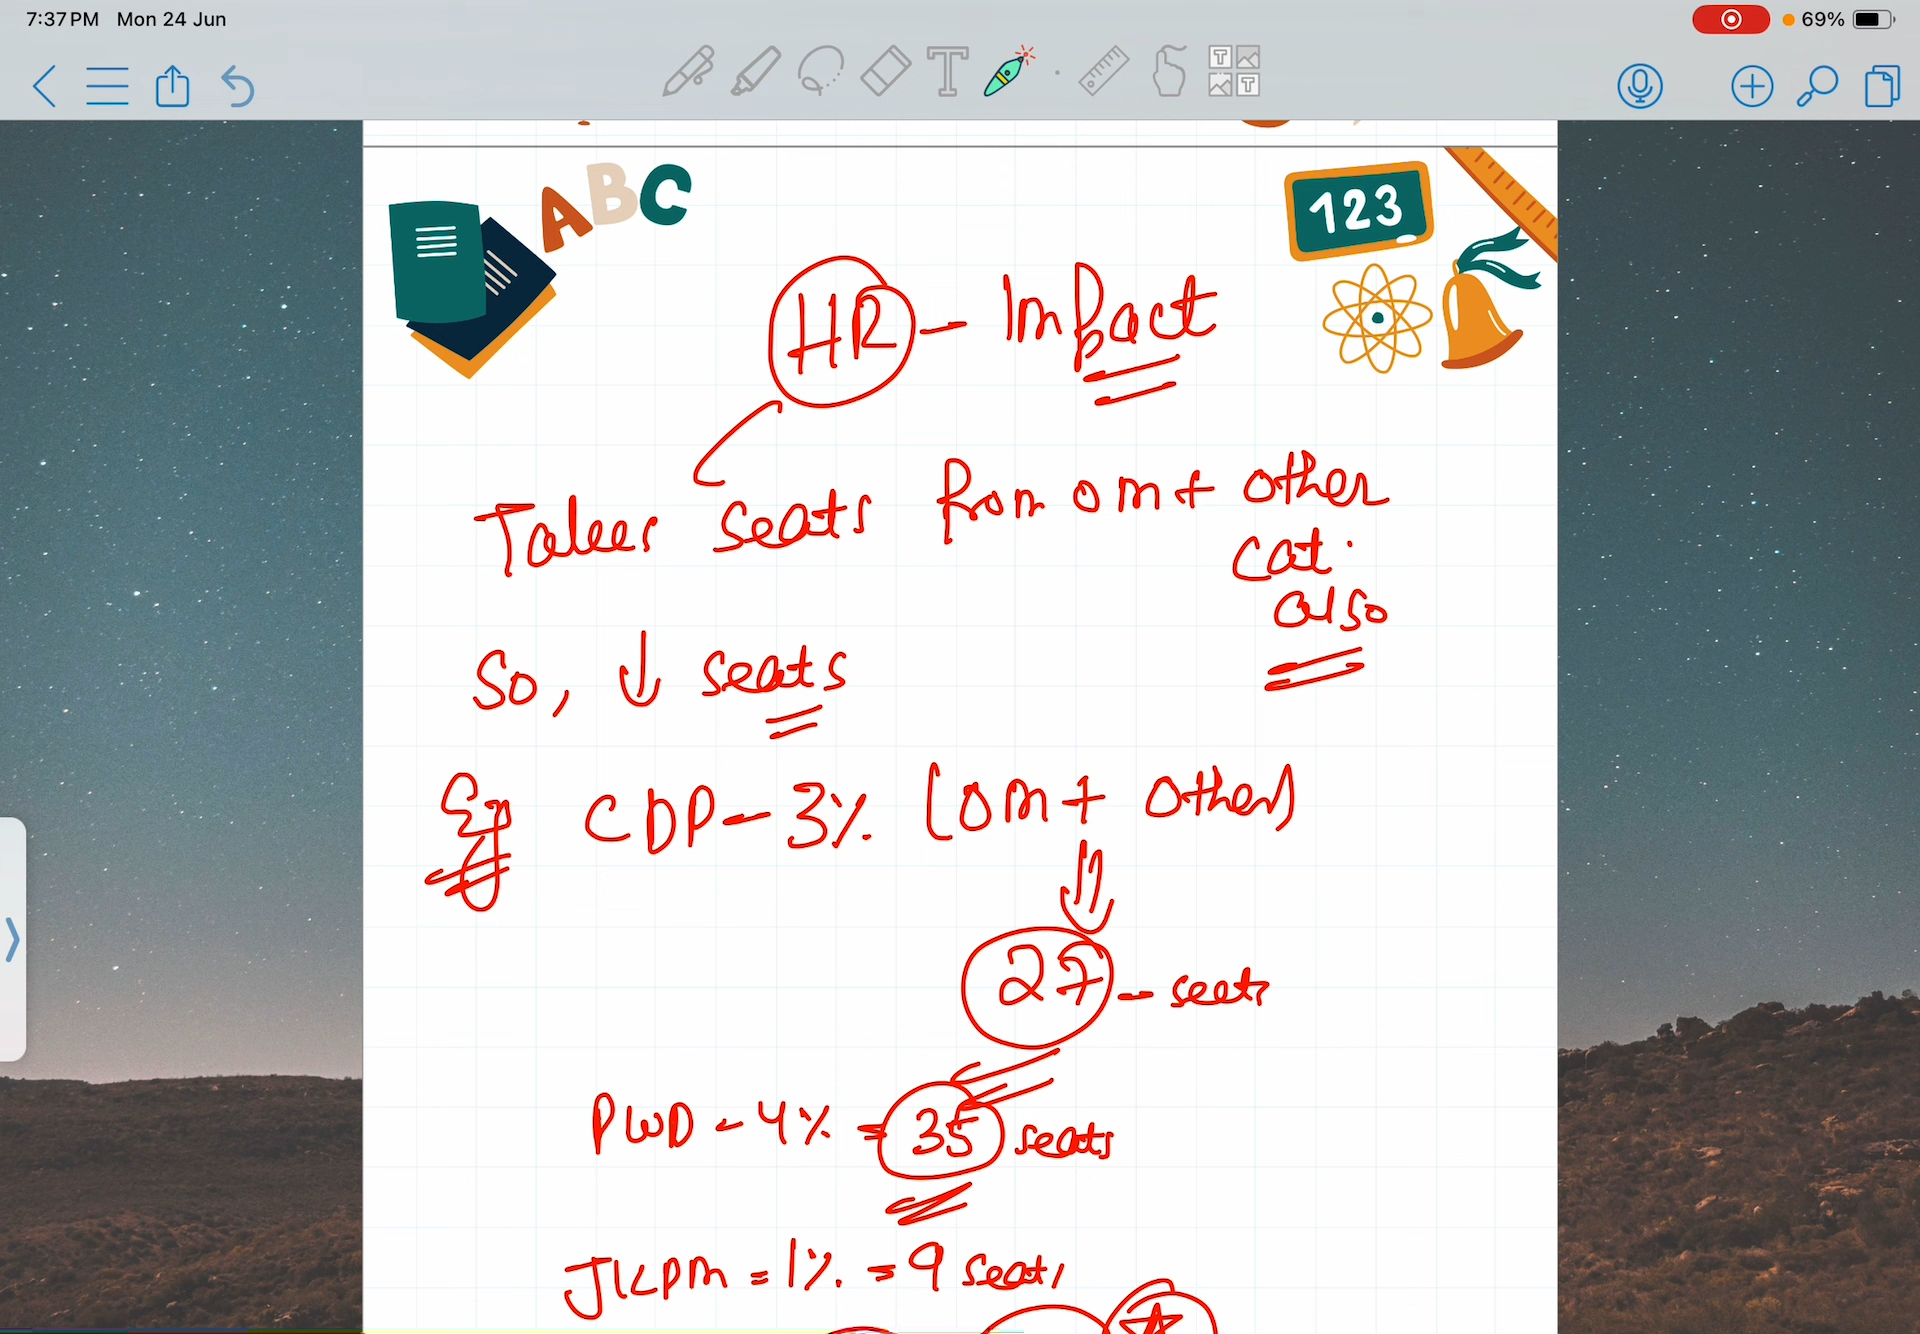 7:37 PM Mon 24 Jun
69%
ABC
123
HR - Impact
Takes seats from OM + other
cat.
also
So, ↓ seats
Eg CDP - 3% (OM + other)
27 - seats
PWD - 4% = 35 seats
JKPM = 1% = 9 seats